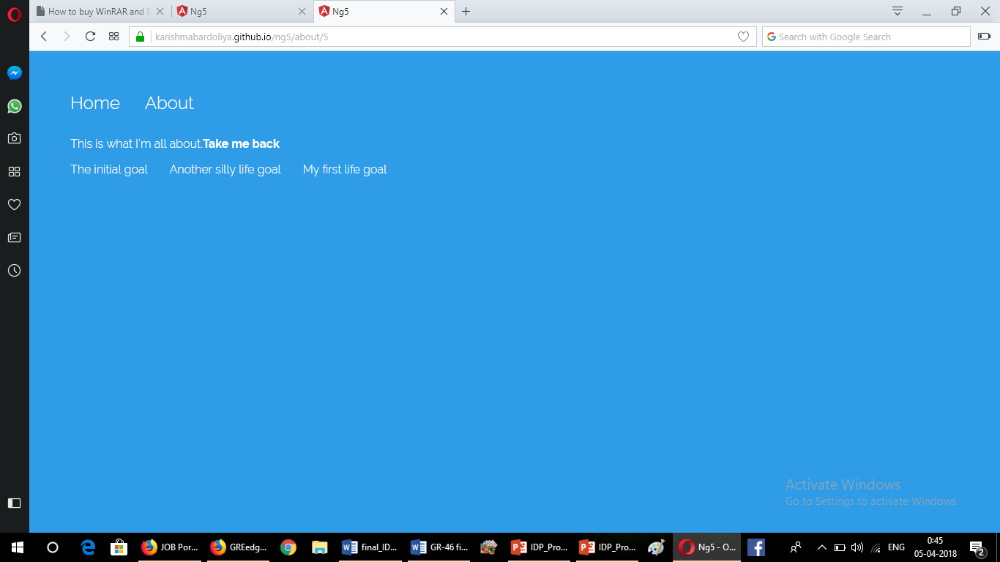 How to buy WinRAR and
Ng5
Ng5
karishmabardoliya.github.io/ng5/about/5
Search with Google Search
Home About
This is what I'm all about.Take me back
The initial goal Another silly life goal My first life goal
Activate Windows
Go to Settings to activate Windows.
JOB Por... GREedg... final_ID... GR-46 fi... IDP_Pro... IDP_Pro... Ng5 - O... ENG
0:45
05-04-2018
2